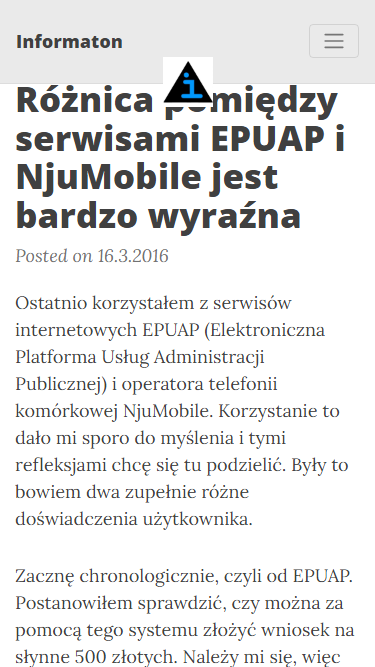 Informaton
Różnica pomiędzy
serwisami EPUAP i
NjuMobile jest
bardzo wyraźna
Posted on 16.3.2016
Ostatnio korzystałem z serwisów
internetowych EPUAP (Elektroniczna
Platforma Usług Administracji
Publicznej) i operatora telefonii
komórkowej NjuMobile. Korzystanie to
dało mi sporo do myślenia i tymi
refleksjami chcę się tu podzielić. Były to
bowiem dwa zupełnie różne
doświadczenia użytkownika.
Zacznę chronologicznie, czyli od EPUAP.
Postanowiłem sprawdzić, czy można za
pomocą tego systemu złożyć wniosek na
słynne 500 złotych. Należy mi się, więc